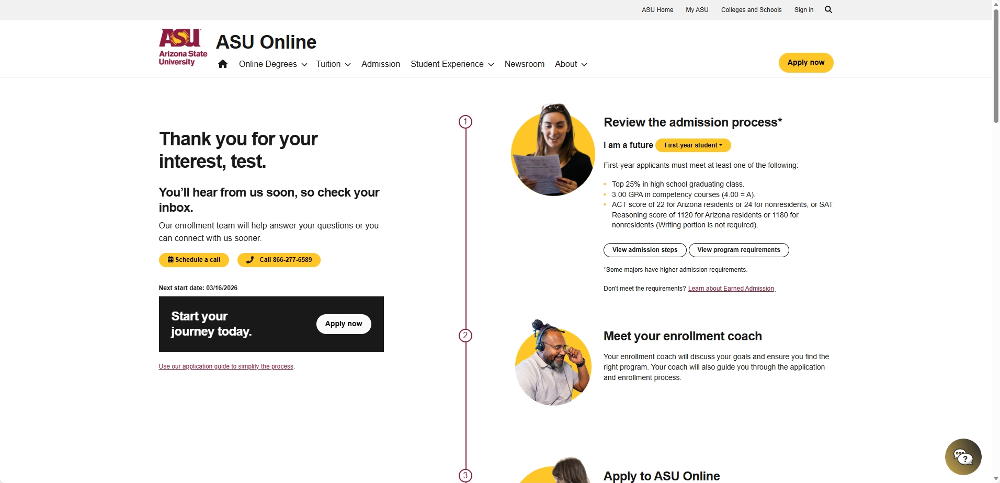 ASU Home
My ASU
Colleges and Schools
Sign in
ASU
Arizona State
University
ASU Online
Online Degrees
Tuition
Admission
Student Experience
Newsroom
About
Apply now
Thank you for your
interest, test.
You’ll hear from us soon, so check your
inbox.
Our enrollment team will help answer your questions or you
can connect with us sooner.
Schedule a call
Call 866-277-6589
Next start date: 03/16/2026
Start your
journey today.
Apply now
Use our application guide to simplify the process.
1
Review the admission process*
I am a future First-year student
First-year applicants must meet at least one of the following:
• Top 25% in high school graduating class.
• 3.00 GPA in competency courses (4.00 = A).
• ACT score of 22 for Arizona residents or 24 for nonresidents, or SAT
Reasoning score of 1120 for Arizona residents or 1180 for
nonresidents (Writing portion is not required).
View admission steps
View program requirements
*Some majors have higher admission requirements.
Don't meet the requirements? Learn about Earned Admission.
2
Meet your enrollment coach
Your enrollment coach will discuss your goals and ensure you find the
right program. Your coach will also guide you through the application
and enrollment process.
3
Apply to ASU Online
?